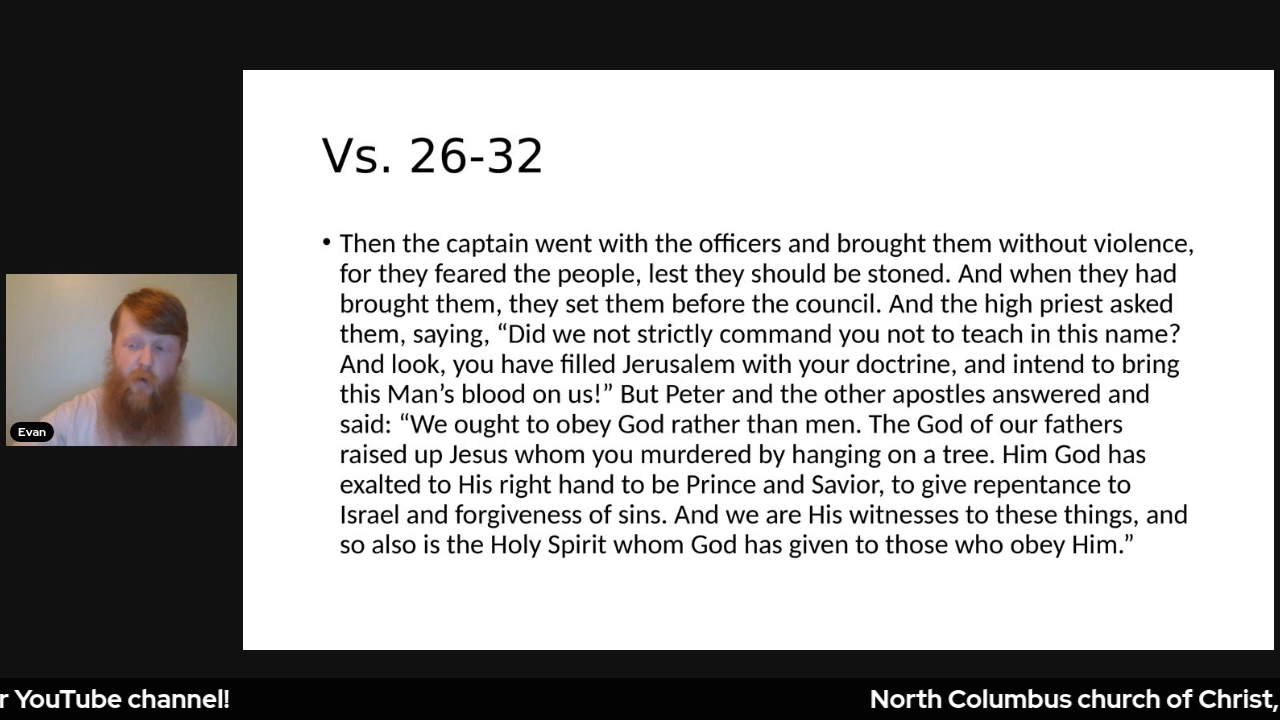 Vs. 26-32
• Then the captain went with the officers and brought them without violence,
for they feared the people, lest they should be stoned. And when they had
brought them, they set them before the council. And the high priest asked
them, saying, “Did we not strictly command you not to teach in this name?
And look, you have filled Jerusalem with your doctrine, and intend to bring
this Man’s blood on us!” But Peter and the other apostles answered and
said: “We ought to obey God rather than men. The God of our fathers
raised up Jesus whom you murdered by hanging on a tree. Him God has
exalted to His right hand to be Prince and Savior, to give repentance to
Israel and forgiveness of sins. And we are His witnesses to these things, and
so also is the Holy Spirit whom God has given to those who obey Him.”
Evan
r YouTube channel!
North Columbus church of Christ,